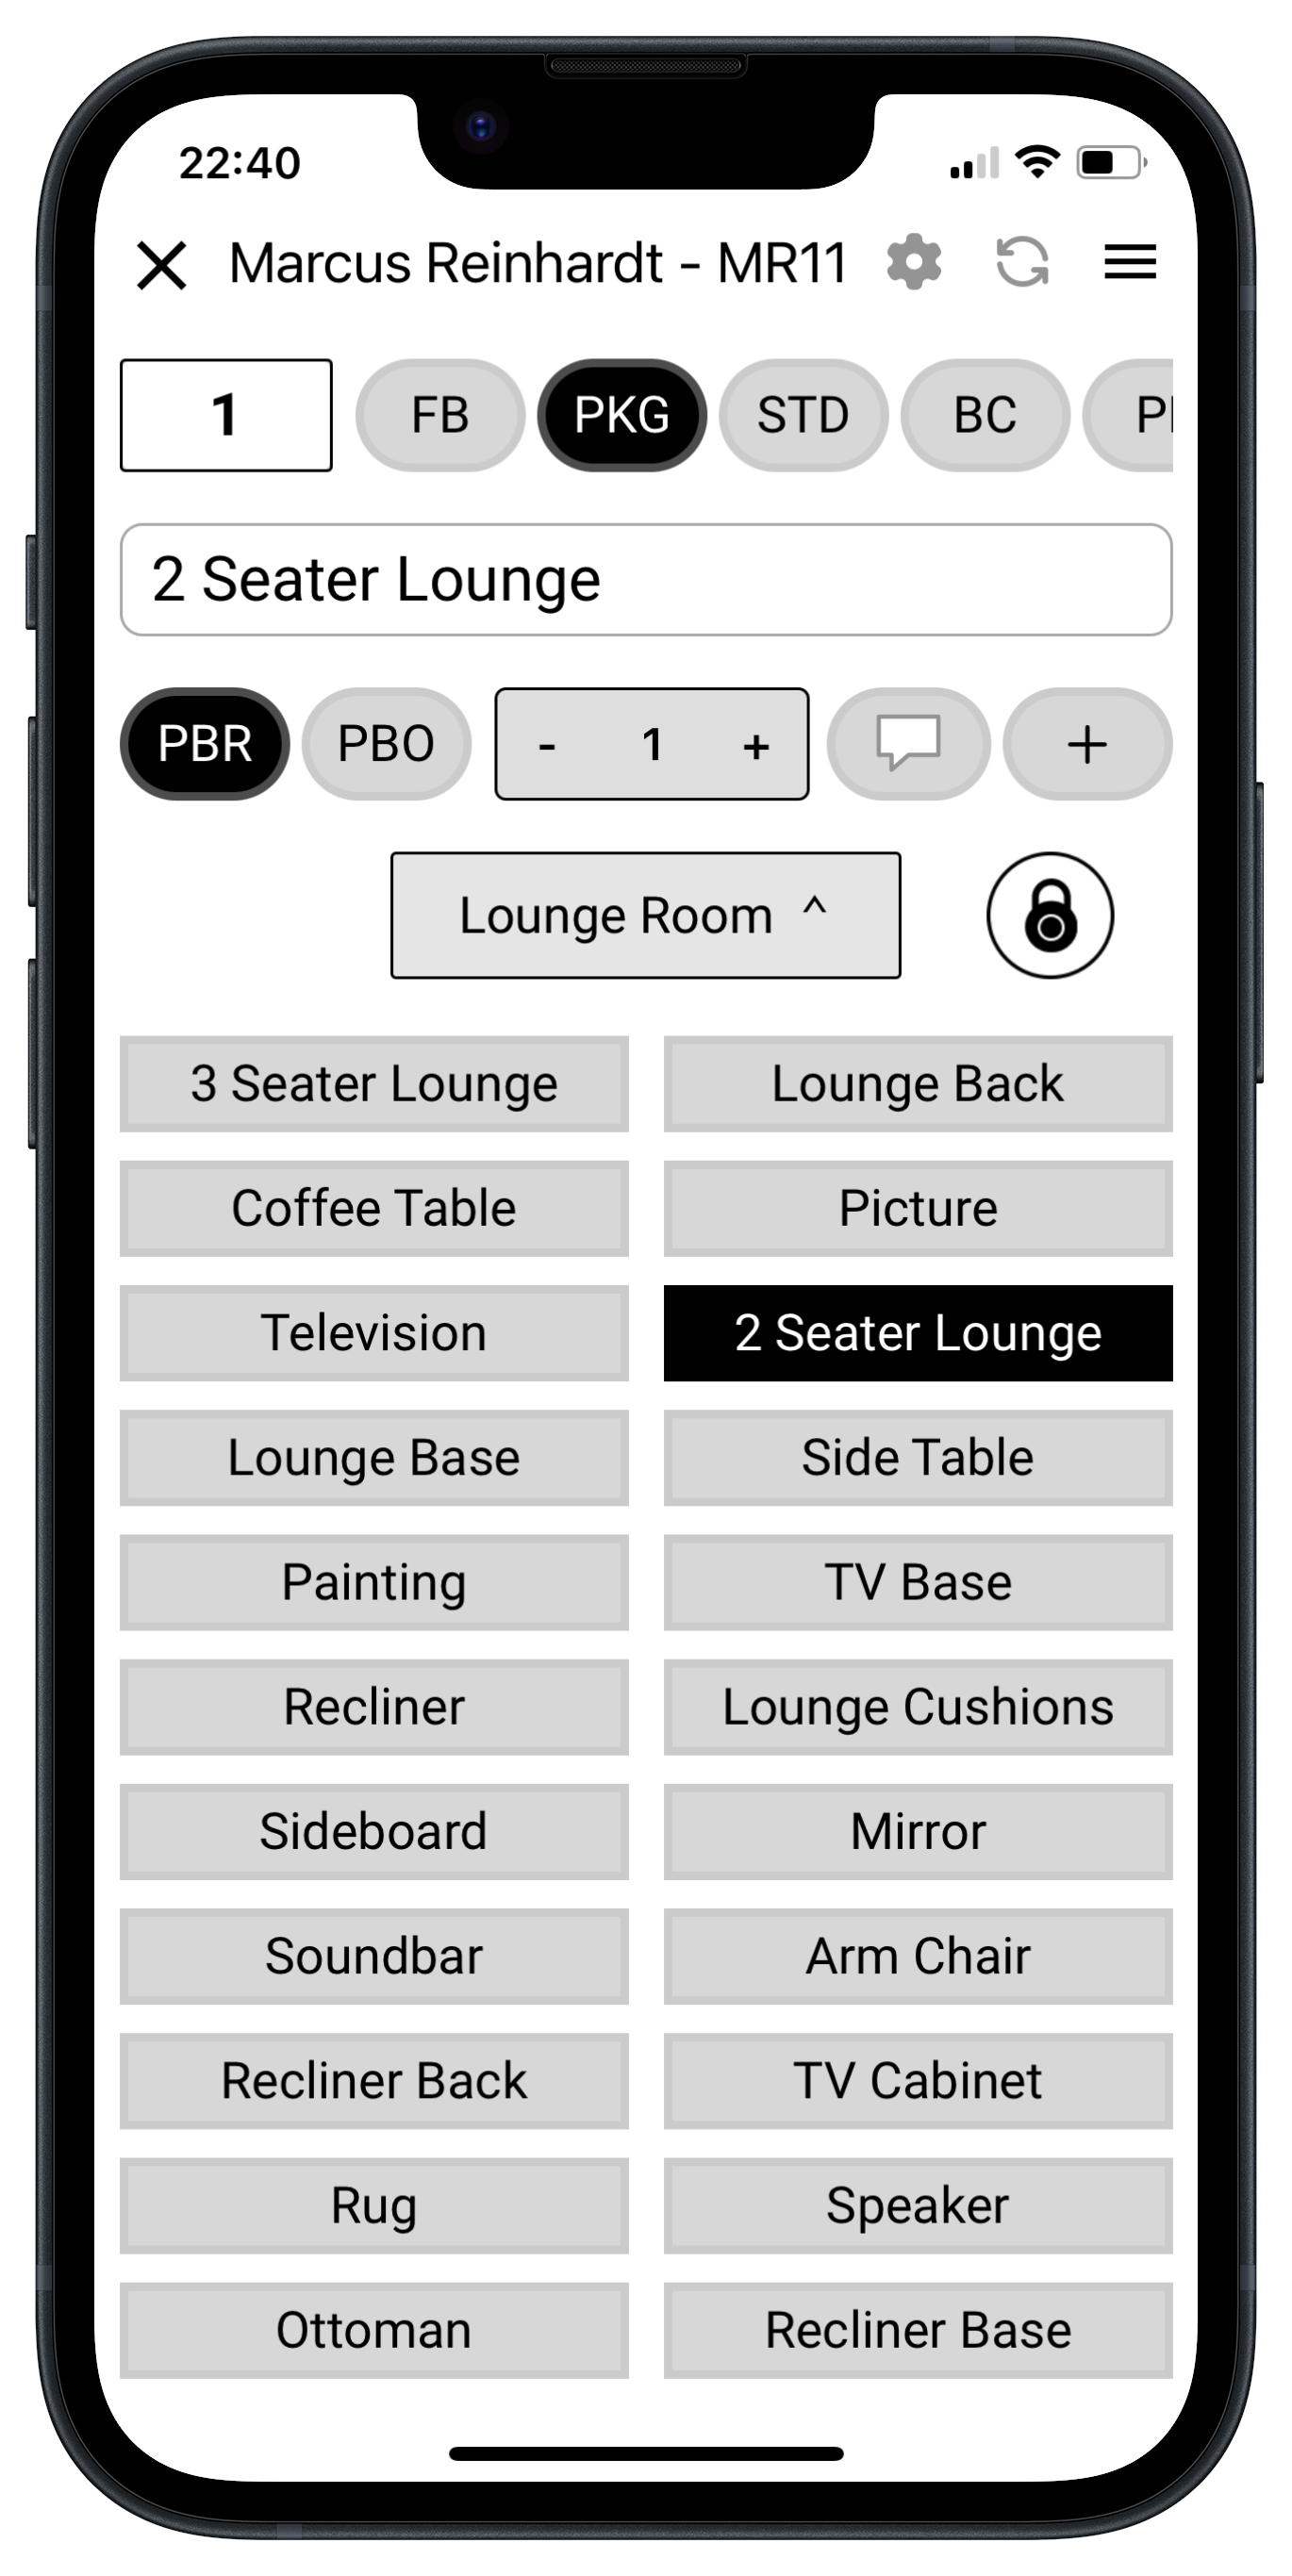 22:40
Marcus Reinhardt - MR11
1 FB PKG STD BC
2 Seater Lounge
PBR PBO - 1 + +
Lounge Room ^
3 Seater Lounge Lounge Back
Coffee Table Picture
Television 2 Seater Lounge
Lounge Base Side Table
Painting TV Base
Recliner Lounge Cushions
Sideboard Mirror
Soundbar Arm Chair
Recliner Back TV Cabinet
Rug Speaker
Ottoman Recliner Base